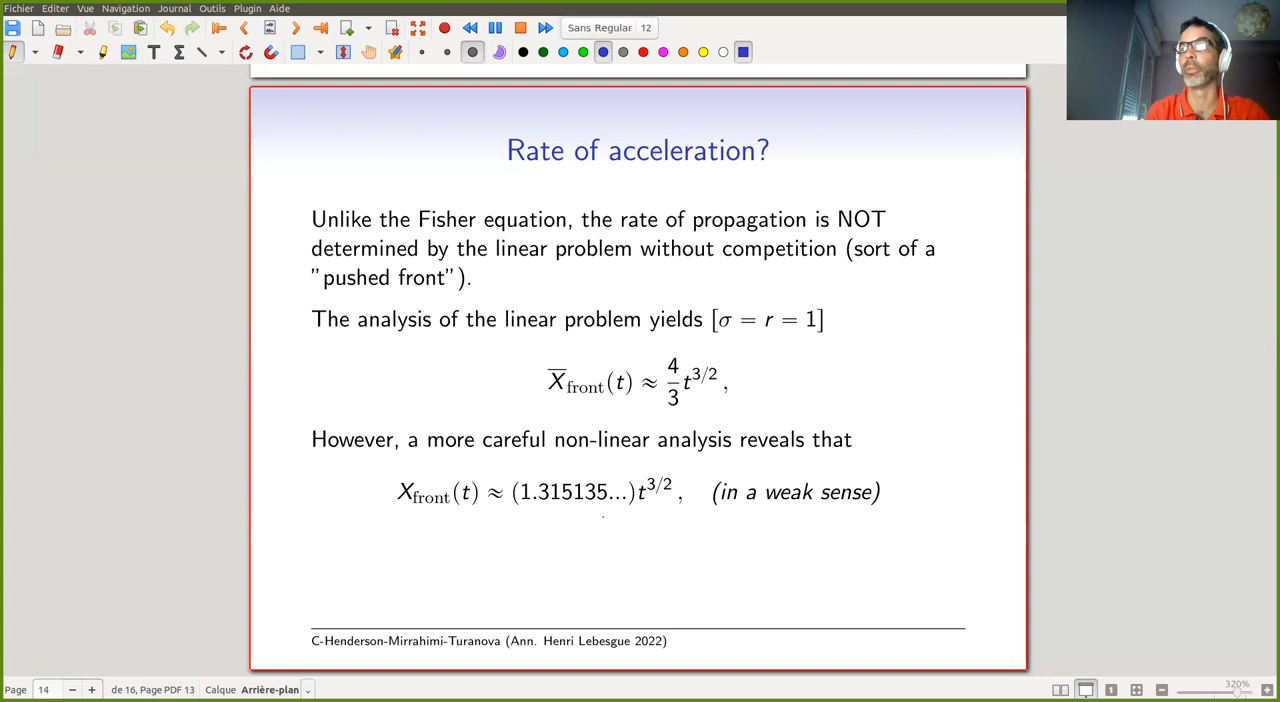 Fichier Editer Vue Navigation Journal Outils Plugin Aide
Sans Regular 12
Rate of acceleration?
Unlike the Fisher equation, the rate of propagation is NOT
determined by the linear problem without competition (sort of a
"pushed front").
The analysis of the linear problem yields [σ = r = 1]
X̅front(t) ≈ 4/3 t^3/2 ,
However, a more careful non-linear analysis reveals that
Xfront(t) ≈ (1.315135...)t^3/2 , (in a weak sense)
C-Henderson-Mirrahimi-Turanova (Ann. Henri Lebesgue 2022)
Page 14 de 16, Page PDF 13 Calque Arrière-plan 320%